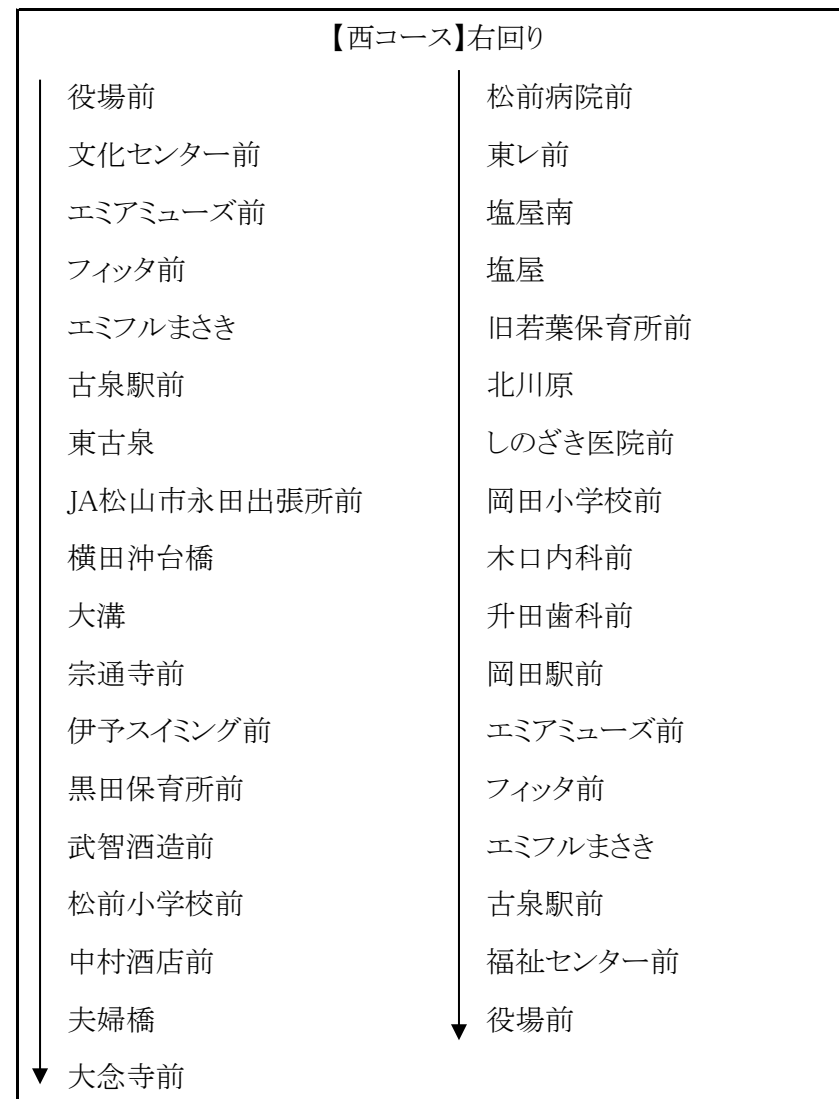 【西コース】右回り
役場前
文化センター前
エミアミューズ前
フィッタ前
エミフルまさき
古泉駅前
東古泉
JA松山市永田出張所前
横田沖台橋
大溝
宗通寺前
伊予スイミング前
黒田保育所前
武智酒造前
松前小学校前
中村酒店前
夫婦橋
大念寺前
松前病院前
東レ前
塩屋南
塩屋
旧若葉保育所前
北川原
しのざき医院前
岡田小学校前
木口内科前
升田歯科前
岡田駅前
エミアミューズ前
フィッタ前
エミフルまさき
古泉駅前
福祉センター前
役場前